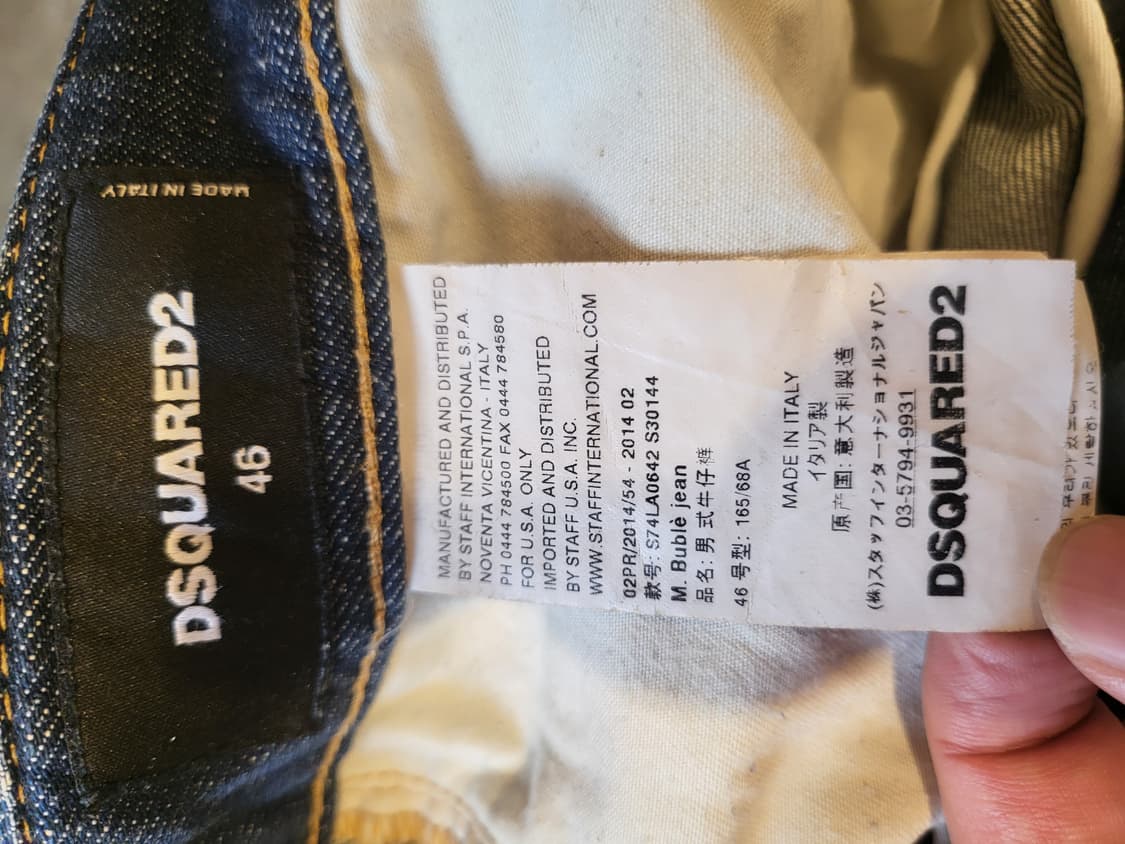 MADE IN ITALY
DSQUARED2
46
MANUFACTURED AND DISTRIBUTED
BY STAFF INTERNATIONAL S.P.A.
NOVENTA VICENTINA - ITALY
PH 0444 784500 FAX 0444 784580
FOR U.S.A. ONLY
IMPORTED AND DISTRIBUTED
BY STAFF U.S.A. INC.
WWW.STAFFINTERNATIONAL.COM
02PR/2014/54 - 2014 02
款号: S74LA0642 S30144
M. Bublè jean
品名: 男式牛仔裤
46 号型: 165/68A
MADE IN ITALY
イタリア製
原产国: 意大利製造
(株)スタッフインターナショナルジャパン
03-5794-9931
DSQUARED2